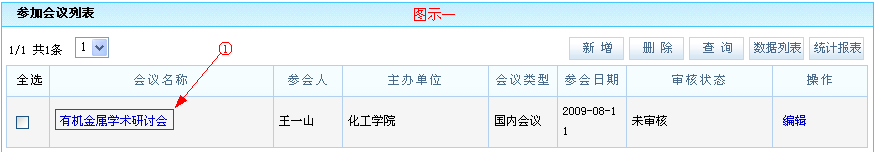 参加会议列表 图示一
1/1 共1条 1 新 增 删 除 查 询 数据列表 统计报表
全选 会议名称 参会人 主办单位 会议类型 参会日期 审核状态 操作
①
有机金属学术研讨会 王一山 化工学院 国内会议 2009-08-1 未审核 编辑
1